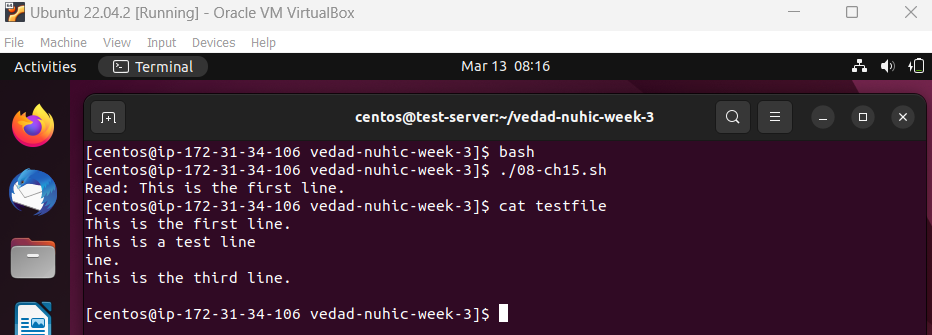 Ubuntu 22.04.2 [Running] - Oracle VM VirtualBox
File Machine View Input Devices Help
Activities Terminal Mar 13 08:16
centos@test-server:~/vedad-nuhic-week-3
[centos@ip-172-31-34-106 vedad-nuhic-week-3]$ bash
[centos@ip-172-31-34-106 vedad-nuhic-week-3]$ ./08-ch15.sh
Read: This is the first line.
[centos@ip-172-31-34-106 vedad-nuhic-week-3]$ cat testfile
This is the first line.
This is a test line
ine.
This is the third line.
[centos@ip-172-31-34-106 vedad-nuhic-week-3]$